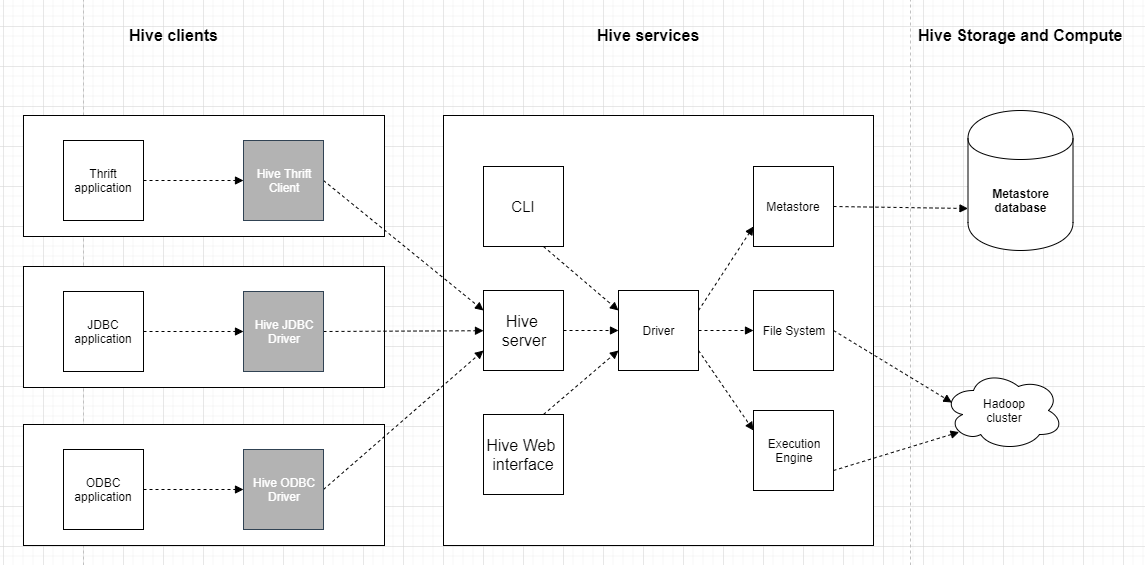 Hive clients
Hive services
Hive Storage and Compute
Thrift
application
Hive Thrift
Client
JDBC
application
Hive JDBC
Driver
ODBC
application
Hive ODBC
Driver
CLI
Hive
server
Hive Web
interface
Driver
Metastore
File System
Execution
Engine
Metastore
database
Hadoop
cluster